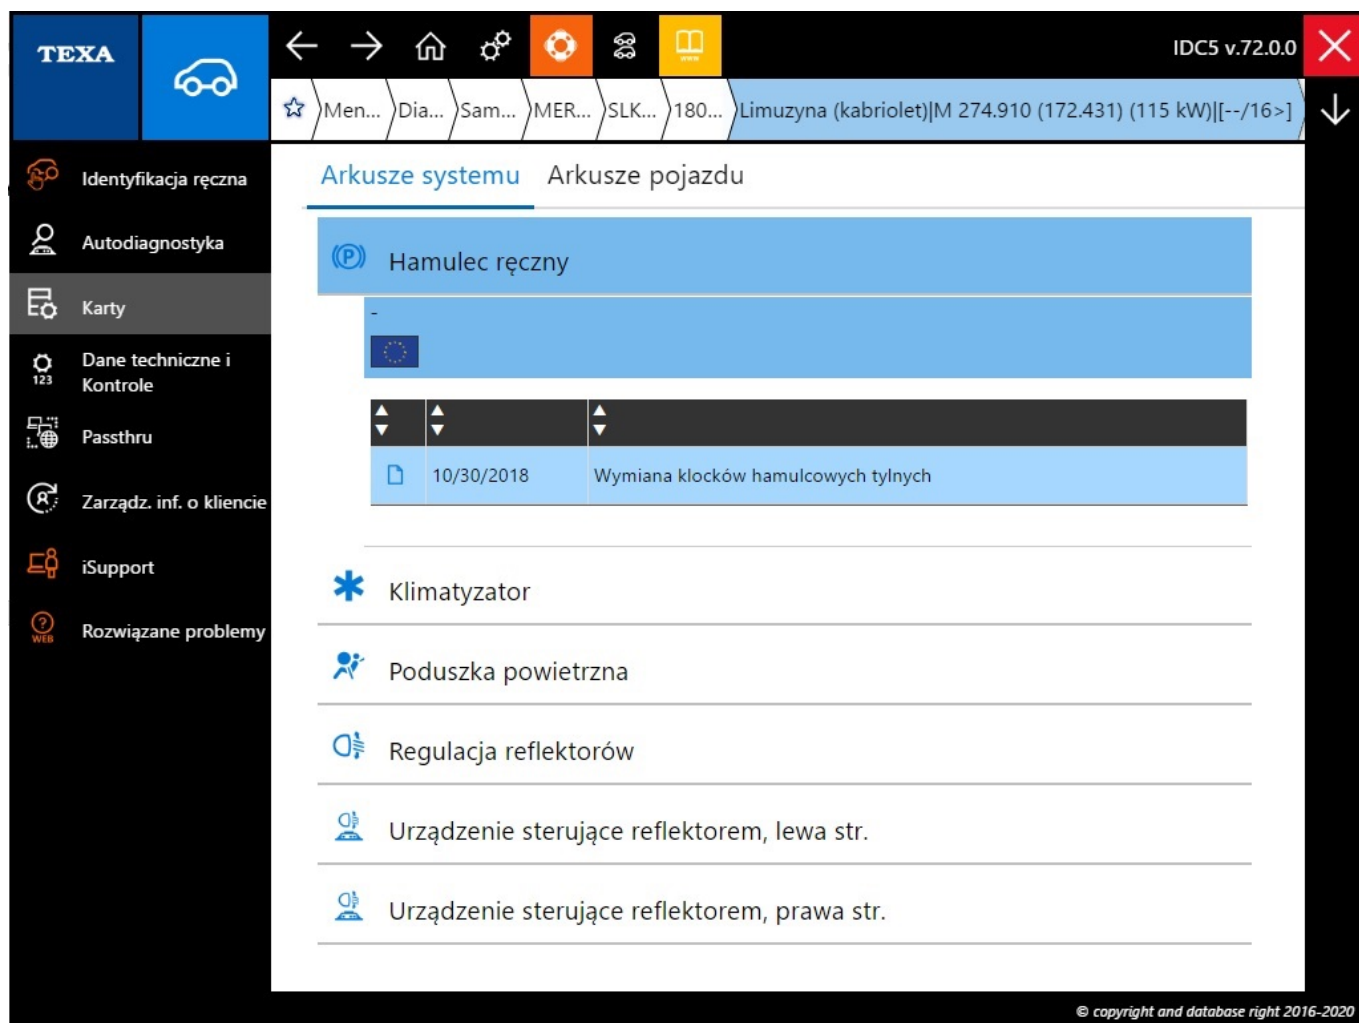 TEXA
IDC5 v.72.0.0
Men...
Dia...
Sam...
MER...
SLK...
180...
Limuzyna (kabriolet)|M 274.910 (172.431) (115 kW)|[--/16>]
Identyfikacja ręczna
Autodiagnostyka
Karty
123
Dane techniczne i
Kontrole
Passthru
Zarządz. inf. o kliencie
iSupport
WEB
Rozwiązane problemy
Arkusze systemu
Arkusze pojazdu
Hamulec ręczny
-
10/30/2018
Wymiana klocków hamulcowych tylnych
Klimatyzator
Poduszka powietrzna
Regulacja reflektorów
Urządzenie sterujące reflektorem, lewa str.
Urządzenie sterujące reflektorem, prawa str.
© copyright and database right 2016-2020